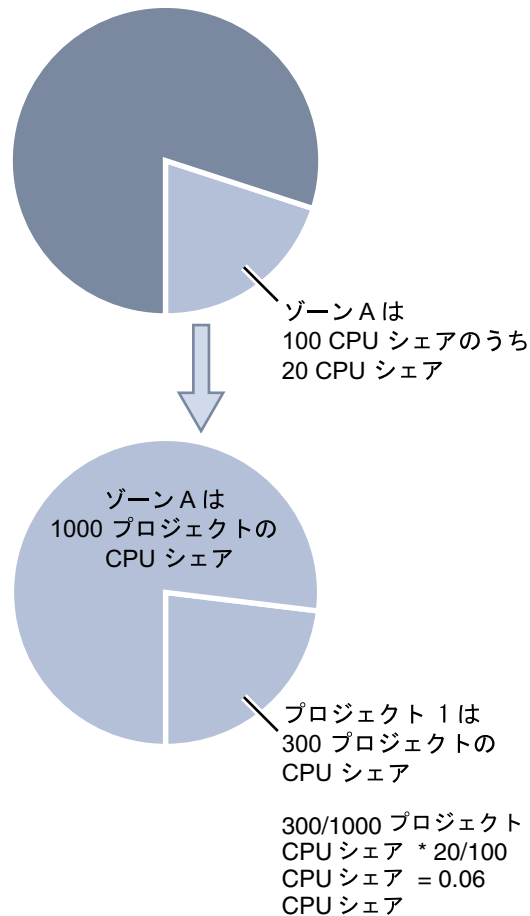 ゾーン A は
100 CPU シェアのうち
20 CPU シェア
ゾーン A は
1000 プロジェクトの
CPU シェア
プロジェクト 1 は
300 プロジェクトの
CPU シェア
300/1000 プロジェクト
CPU シェア * 20/100
CPU シェア = 0.06
CPU シェア